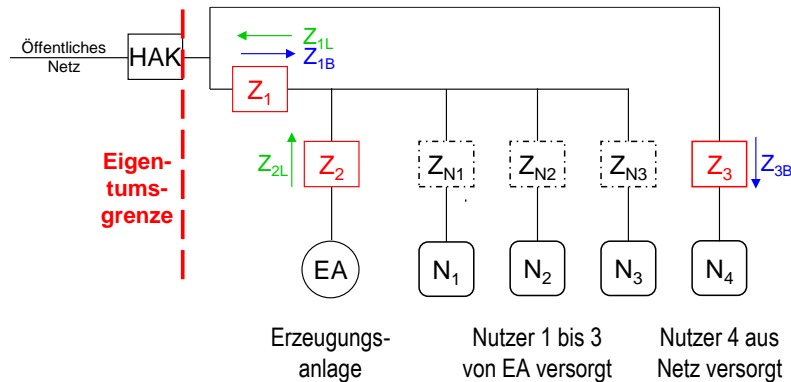 Öffentliches
Netz
HAK
Z1L
Z1B
Z1
Eigen-
tums-
grenze
Z2L
Z2
ZN1
ZN2
ZN3
Z3
Z3B
EA
N1
N2
N3
N4
Erzeugungs-
anlage
Nutzer 1 bis 3
von EA versorgt
Nutzer 4 aus
Netz versorgt